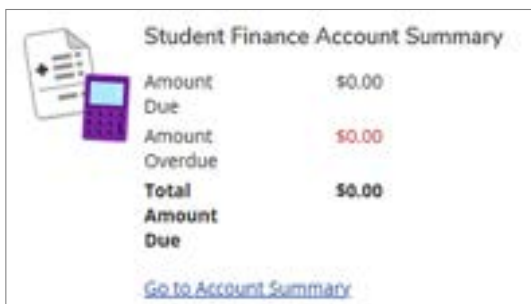 Student Finance Account Summary
Amount Due $0.00
Amount Overdue $0.00
Total Amount Due $0.00
Go to Account Summary